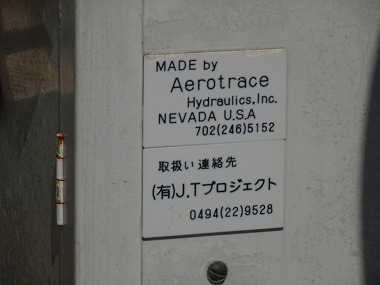 MADE by
Aerotrace
Hydraulics,Inc.
NEVADA U.S.A
702(246)5152
取扱い連絡先
(有)J.Tプロジェクト
0494(22)9528